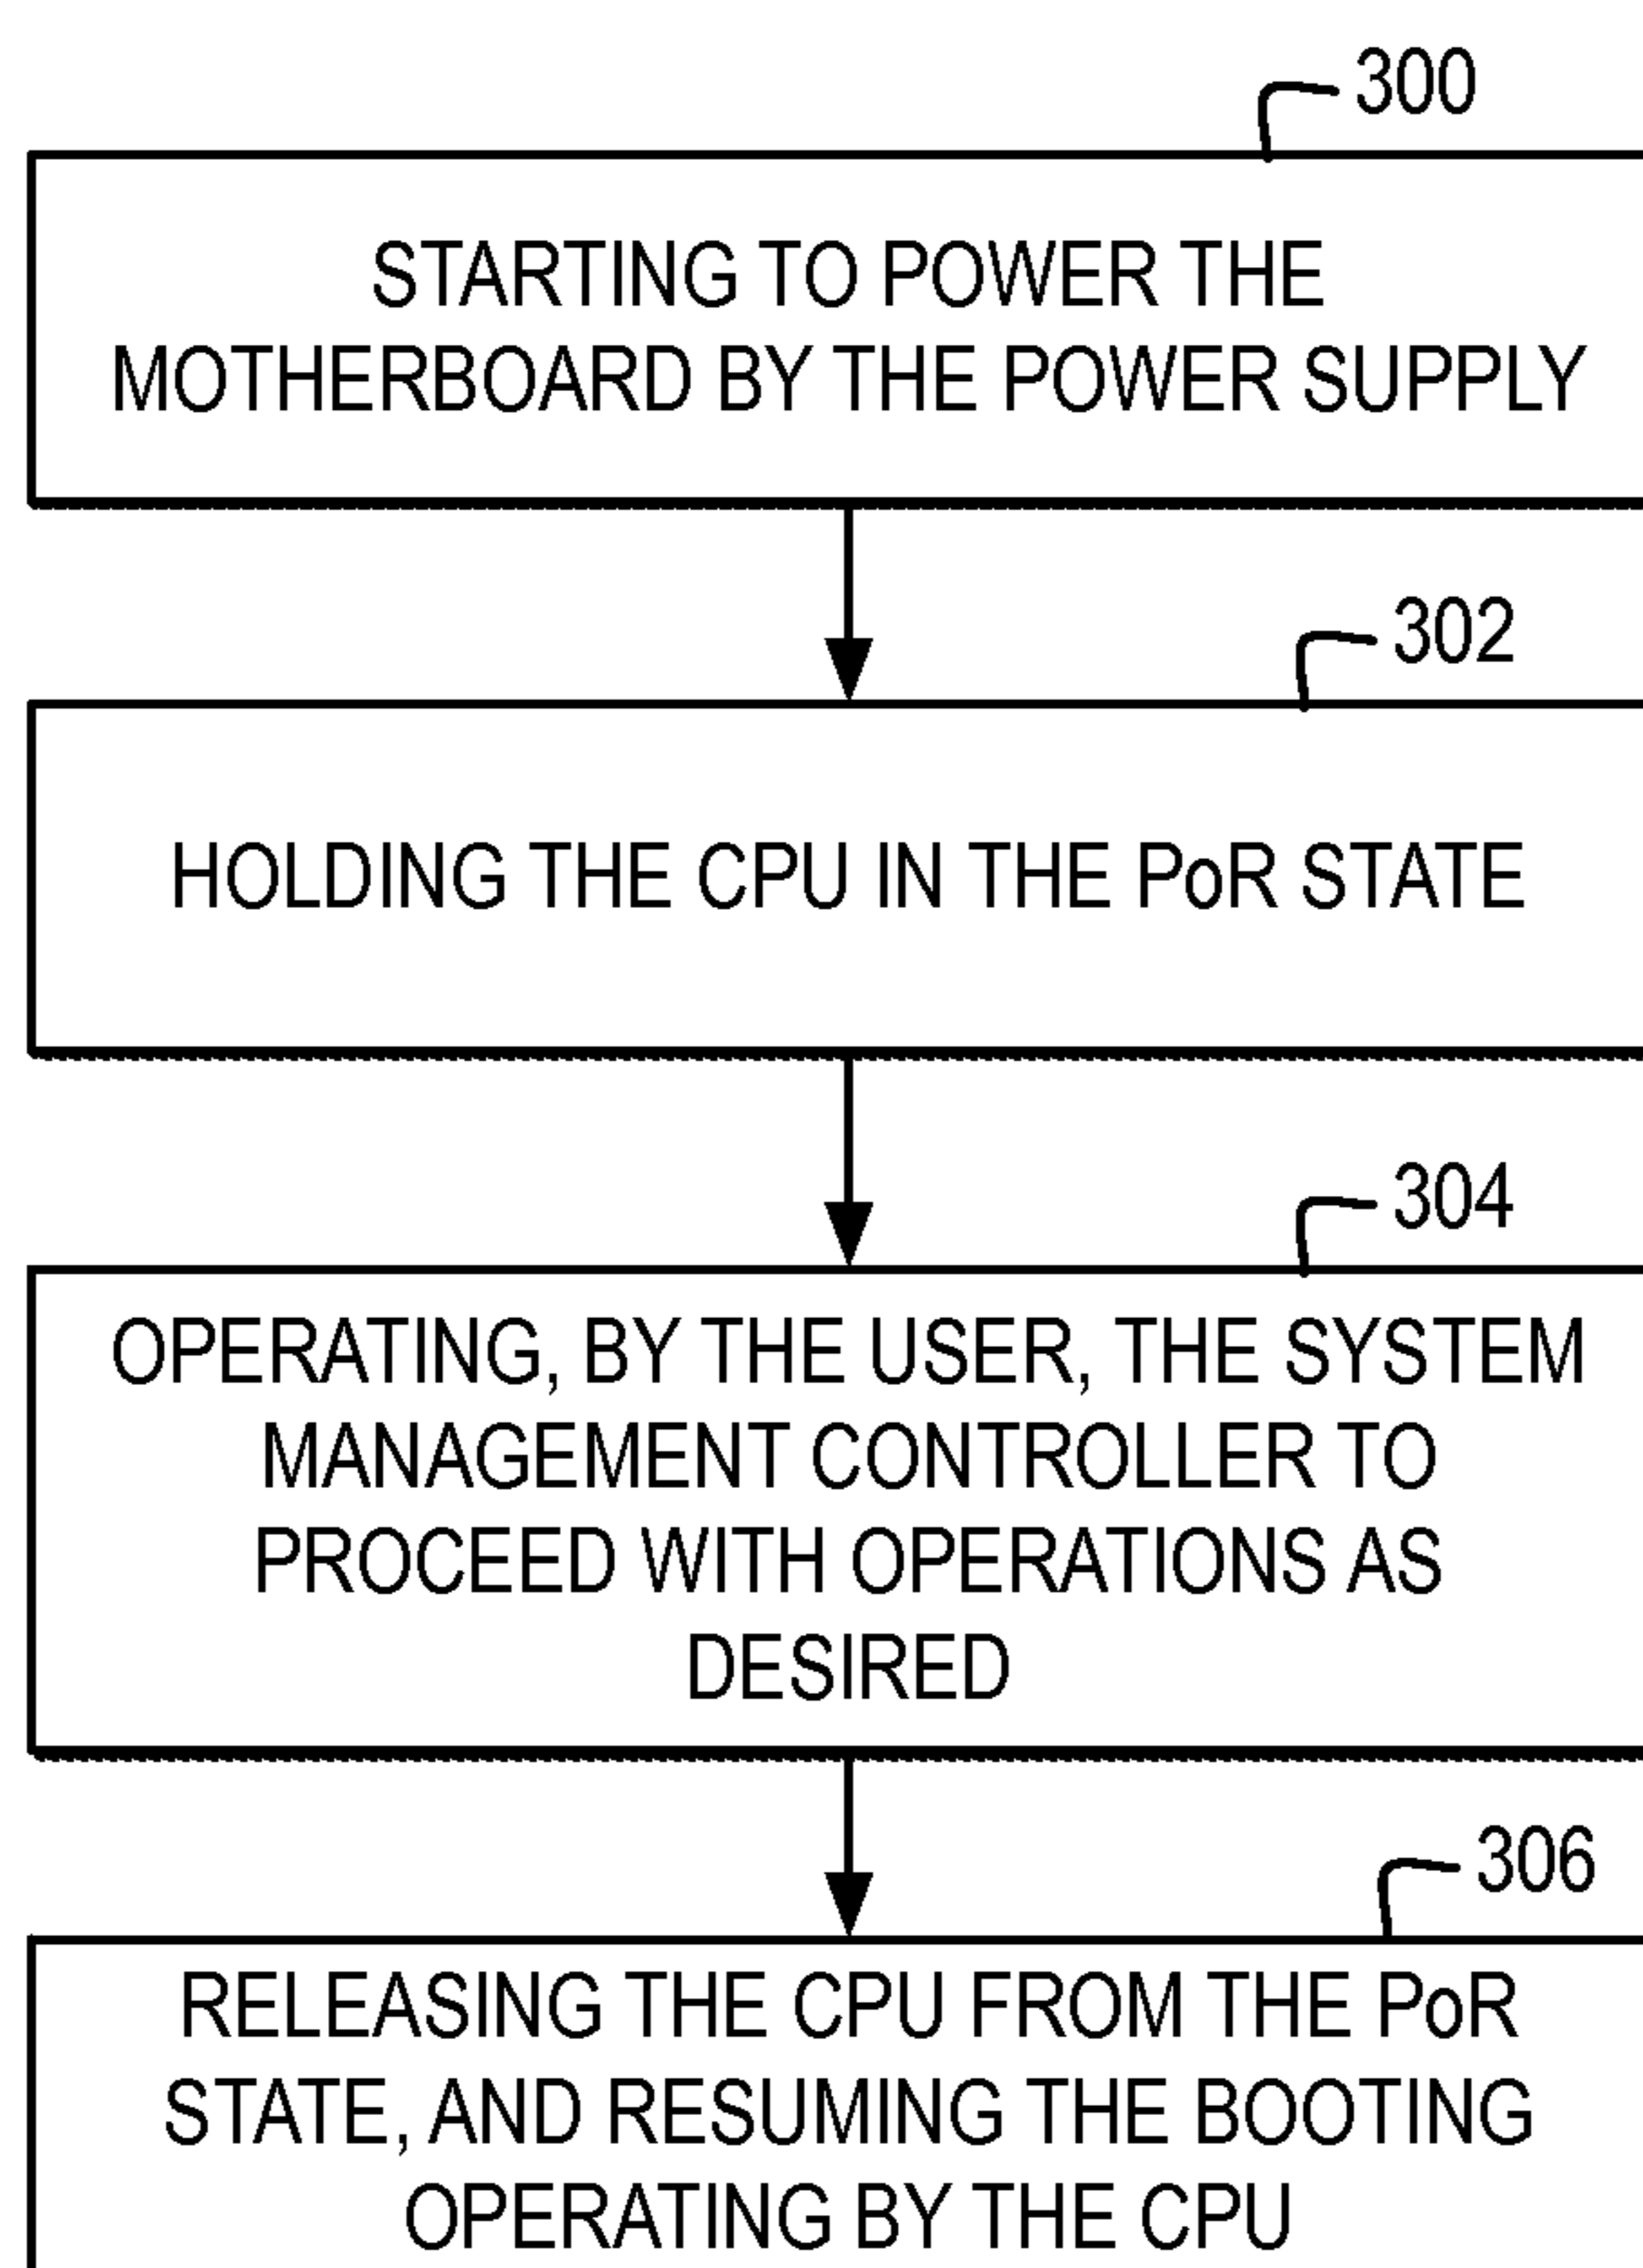 300
STARTING TO POWER THE
MOTHERBOARD BY THE POWER SUPPLY
302
HOLDING THE CPU IN THE PoR STATE
304
OPERATING, BY THE USER, THE SYSTEM
MANAGEMENT CONTROLLER TO
PROCEED WITH OPERATIONS AS
DESIRED
306
RELEASING THE CPU FROM THE PoR
STATE, AND RESUMING THE BOOTING
OPERATING BY THE CPU